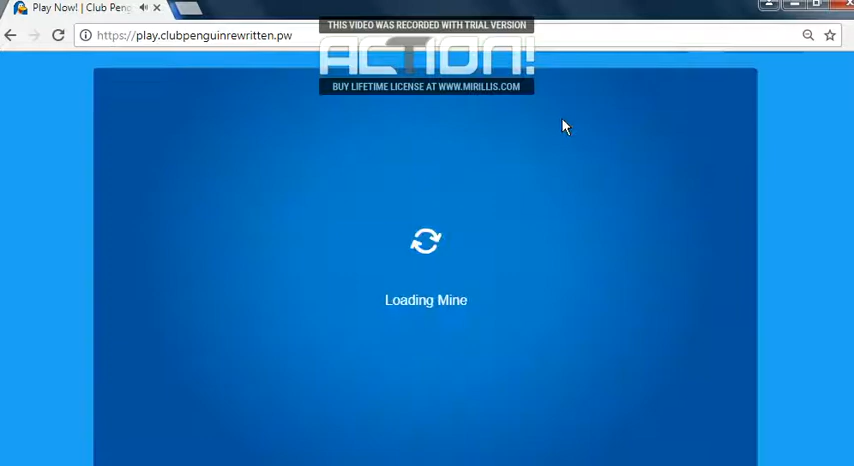 Play Now! | Club Peng
THIS VIDEO WAS RECORDED WITH TRIAL VERSION
https://play.clubpenguinrewritten.pw
ACTION!
BUY LIFETIME LICENSE AT WWW.MIRILLIS.COM
Loading Mine